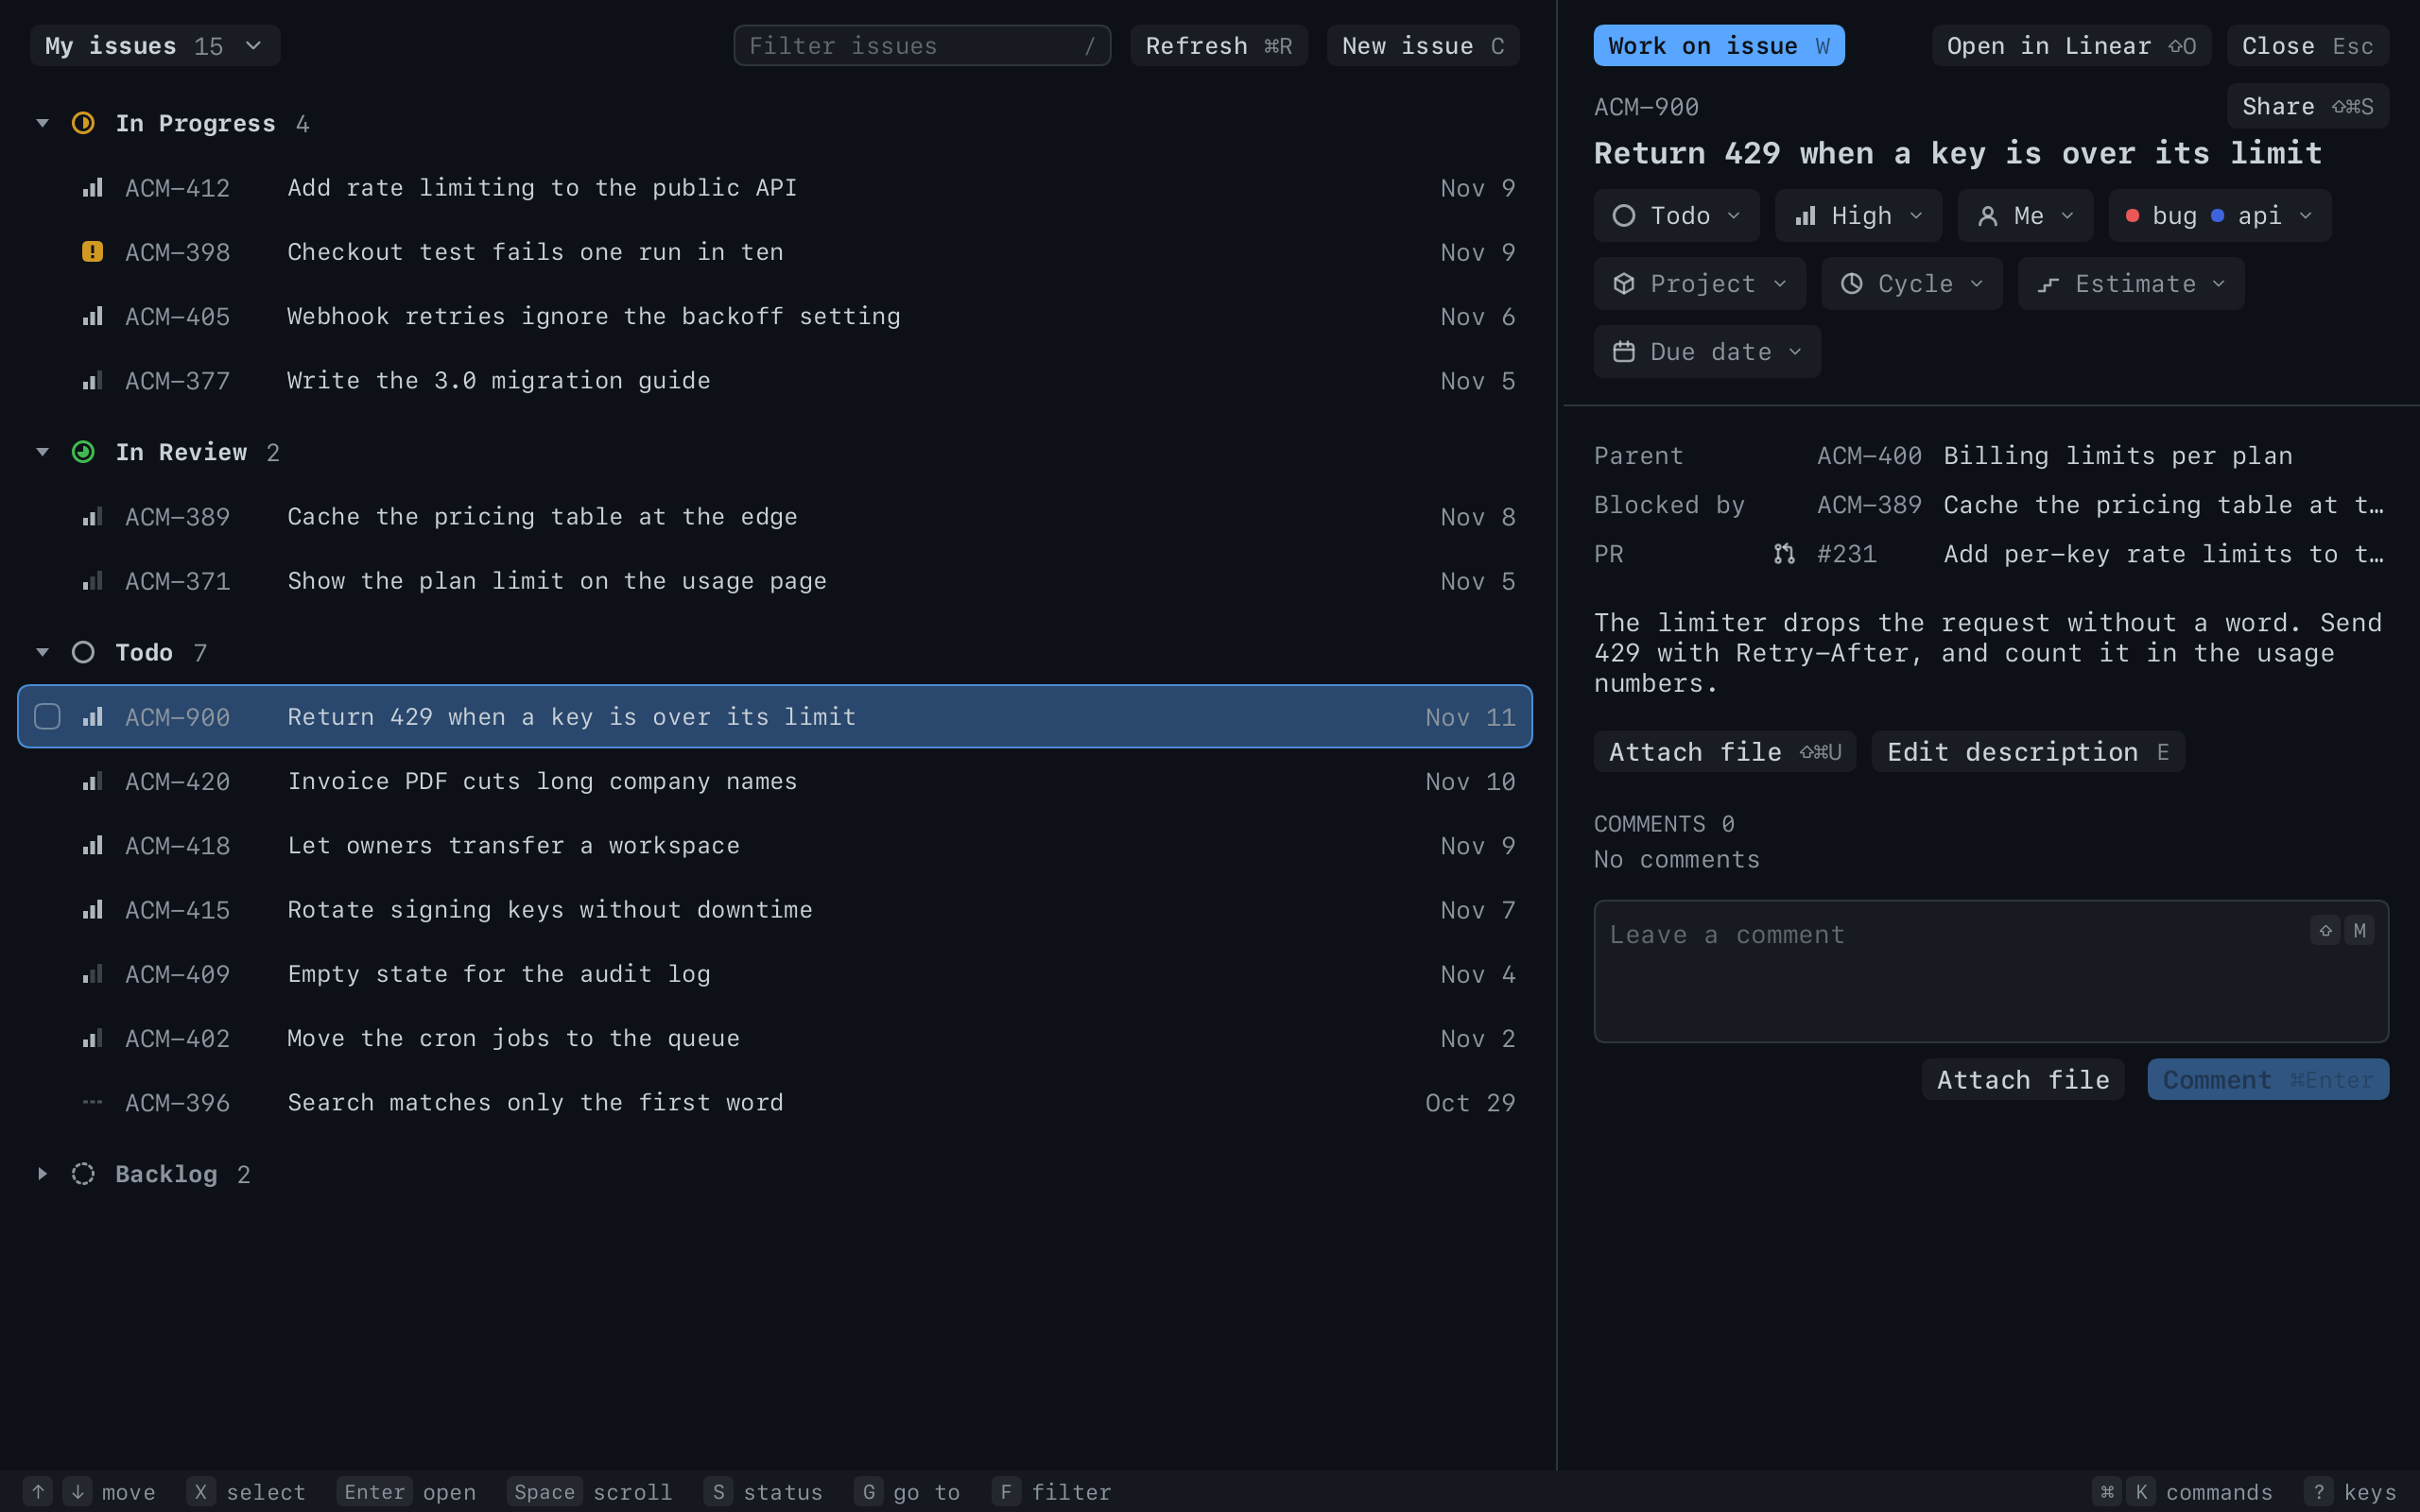 My issues 15
Filter issues /
Refresh ⌘R
New issue C
In Progress 4
ACM-412 Add rate limiting to the public API Nov 9
ACM-398 Checkout test fails one run in ten Nov 9
ACM-405 Webhook retries ignore the backoff setting Nov 6
ACM-377 Write the 3.0 migration guide Nov 5
In Review 2
ACM-389 Cache the pricing table at the edge Nov 8
ACM-371 Show the plan limit on the usage page Nov 5
Todo 7
ACM-900 Return 429 when a key is over its limit Nov 11
ACM-420 Invoice PDF cuts long company names Nov 10
ACM-418 Let owners transfer a workspace Nov 9
ACM-415 Rotate signing keys without downtime Nov 7
ACM-409 Empty state for the audit log Nov 4
ACM-402 Move the cron jobs to the queue Nov 2
ACM-396 Search matches only the first word Oct 29
Backlog 2
Work on issue W
Open in Linear ⇧O
Close Esc
ACM-900
Share ⇧⌘S
Return 429 when a key is over its limit
Todo High Me bug api
Project Cycle Estimate
Due date
Parent ACM-400 Billing limits per plan
Blocked by ACM-389 Cache the pricing table at t…
PR #231 Add per-key rate limits to t…
The limiter drops the request without a word. Send
429 with Retry-After, and count it in the usage
numbers.
Attach file ⇧⌘U
Edit description E
COMMENTS 0
No comments
Leave a comment ⇧ M
Attach file
Comment ⌘Enter
↑ ↓ move X select Enter open Space scroll S status G go to F filter ⌘ K commands ? keys